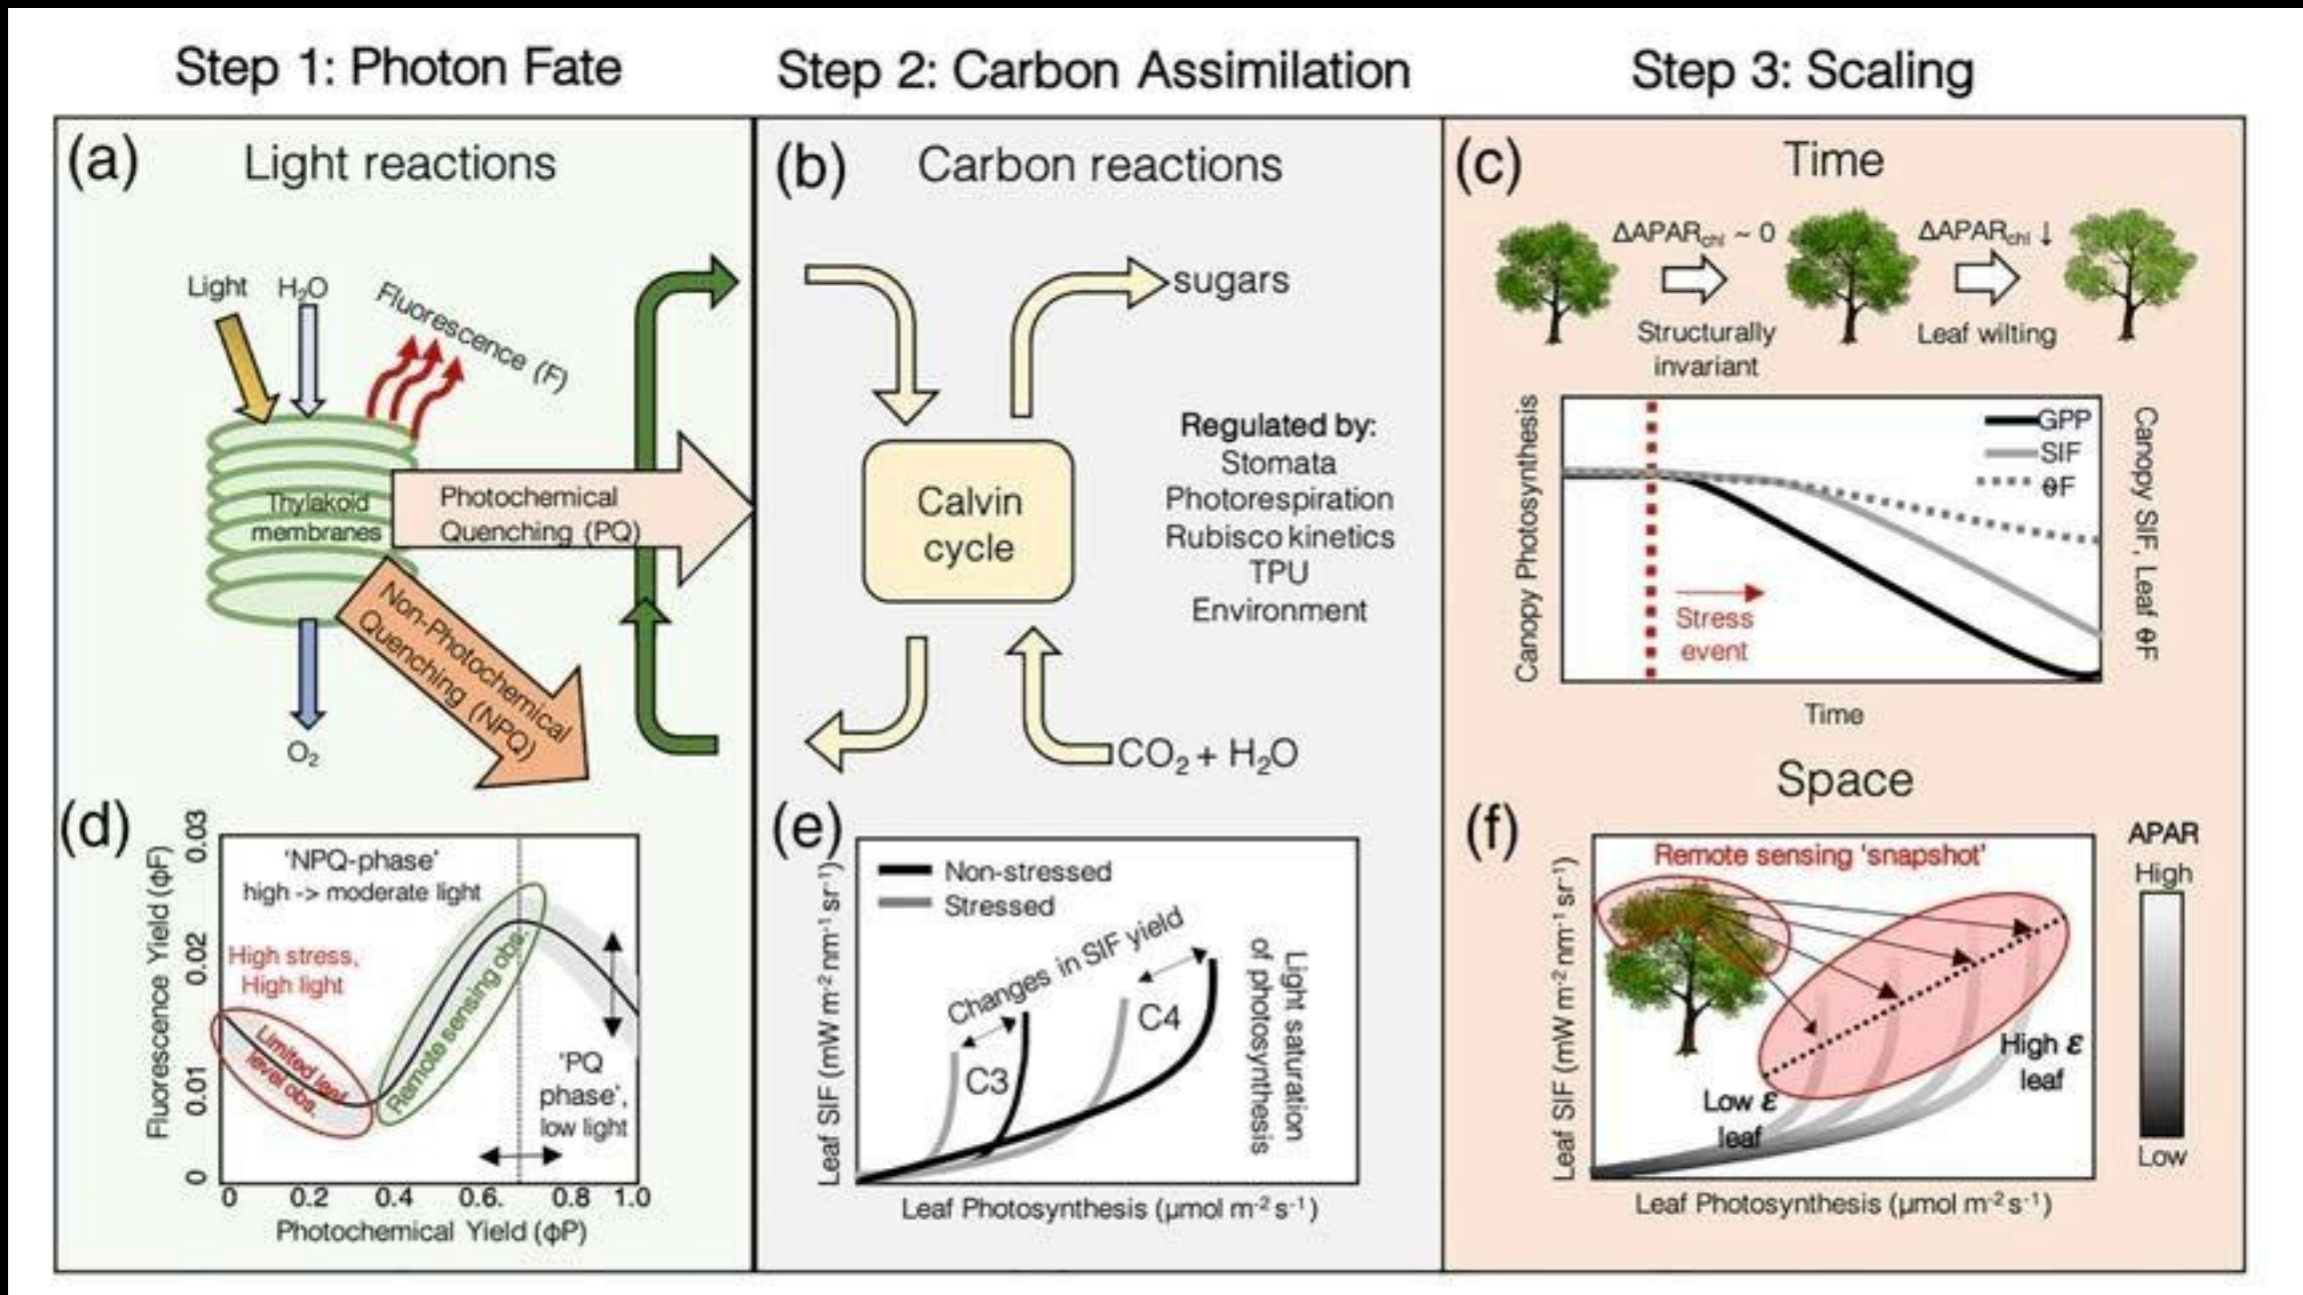 Step 1: Photon Fate
Step 2: Carbon Assimilation
Step 3: Scaling
(a)
Light reactions
Light
H₂O
Fluorescence (F)
Thylakoid
membranes
Photochemical
Quenching (PQ)
Non-Photochemical
Quenching (NPQ)
O₂
(b)
Carbon reactions
sugars
Calvin
cycle
Regulated by:
Stomata
Photorespiration
Rubisco kinetics
TPU
Environment
CO₂ + H₂O
(c)
Time
ΔAPARchl ~ 0
Structurally
invariant
ΔAPARchl ↓
Leaf wilting
Canopy Photosynthesis
GPP
SIF
θF
Stress
event
Canopy SIF, Leaf θF
Time
(d)
Fluorescence Yield (ϕF)
0.03
0.02
0.01
0
'NPQ-phase'
high -> moderate light
High stress,
High light
Limited leaf
level obs.
Remote sensing obs.
'PQ
phase',
low light
0 0.2 0.4 0.6. 0.8 1.0
Photochemical Yield (ϕP)
(e)
Leaf SIF (mW m⁻² nm⁻¹ sr⁻¹)
Non-stressed
Stressed
Changes in SIF yield
C3
C4
Light saturation
of photosynthesis
Leaf Photosynthesis (μmol m⁻² s⁻¹)
Space
(f)
Leaf SIF (mW m⁻² nm⁻¹ sr⁻¹)
Remote sensing 'snapshot'
Low ε
leaf
High ε
leaf
Leaf Photosynthesis (μmol m⁻² s⁻¹)
APAR
High
Low